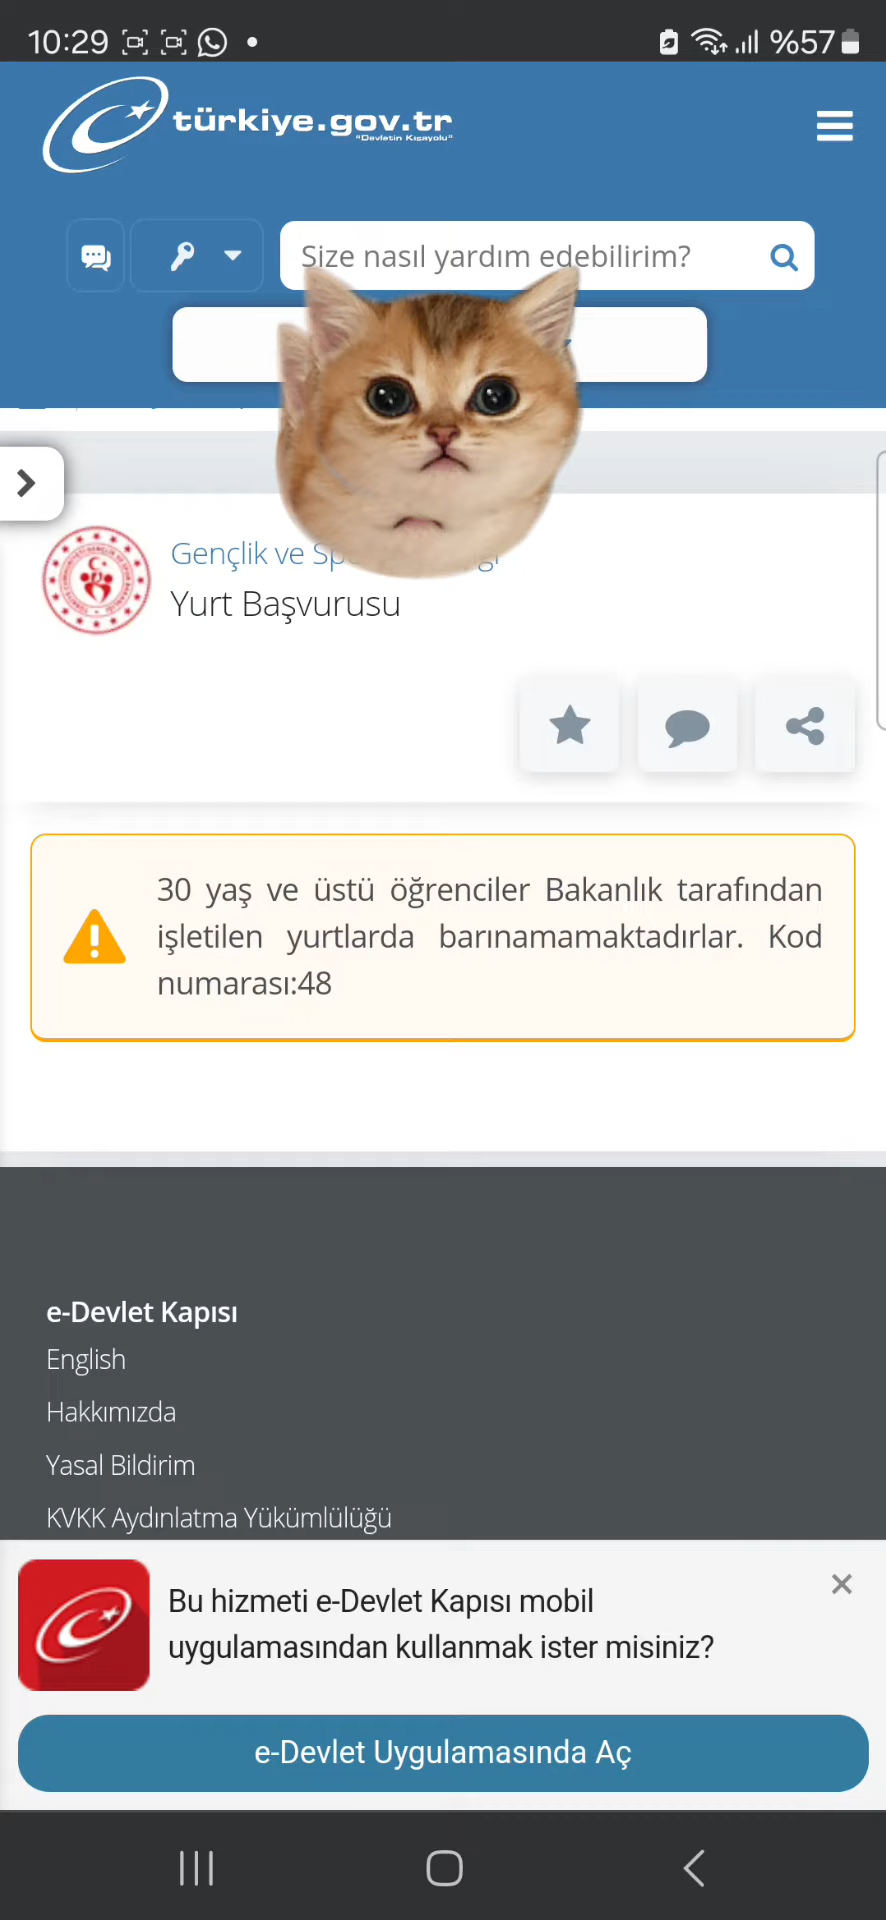 10:29
%57
türkiye.gov.tr
"Devletin Kısayolu"
Size nasıl yardım edebilirim?
Gençlik ve
Yurt Başvurusu
30 yaş ve üstü öğrenciler Bakanlık tarafından
işletilen yurtlarda barınamamaktadırlar. Kod
numarası:48
e-Devlet Kapısı
English
Hakkımızda
Yasal Bildirim
KVKK Aydınlatma Yükümlülüğü
Bu hizmeti e-Devlet Kapısı mobil
uygulamasından kullanmak ister misiniz?
e-Devlet Uygulamasında Aç